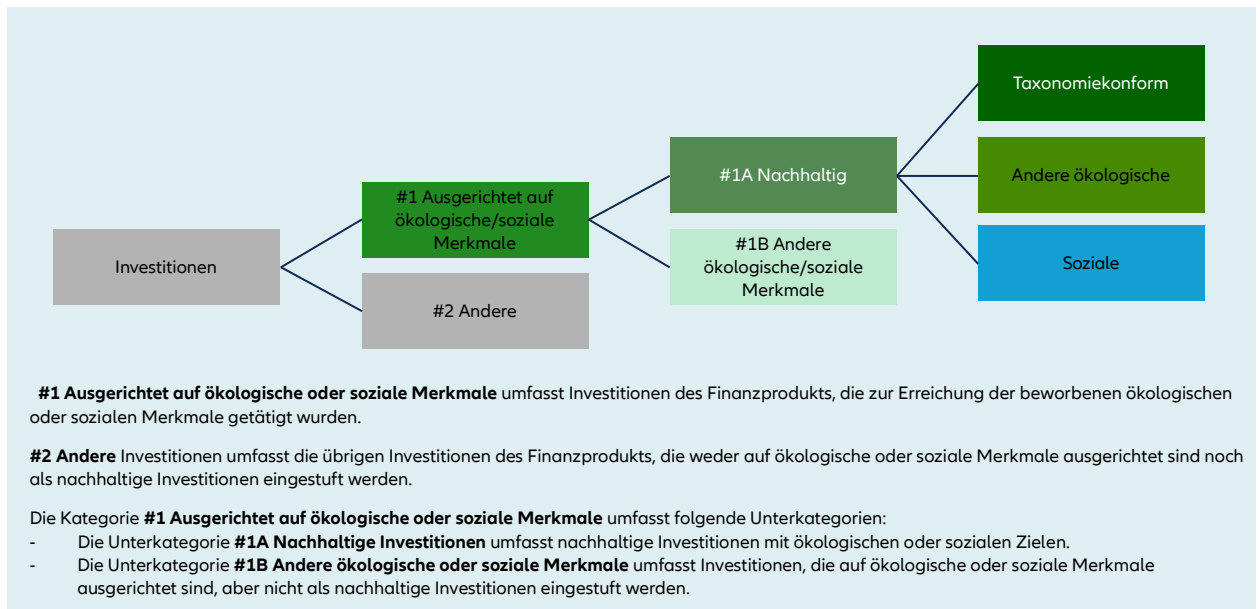 Taxonomiekonform
#1A Nachhaltig
Andere ökologische
#1 Ausgerichtet auf
ökologische/soziale
Merkmale
#1B Andere
ökologische/soziale
Merkmale
Soziale
Investitionen
#2 Andere
#1 Ausgerichtet auf ökologische oder soziale Merkmale umfasst Investitionen des Finanzprodukts, die zur Erreichung der beworbenen ökologischen
oder sozialen Merkmale getätigt wurden.
#2 Andere Investitionen umfasst die übrigen Investitionen des Finanzprodukts, die weder auf ökologische oder soziale Merkmale ausgerichtet sind noch
als nachhaltige Investitionen eingestuft werden.
Die Kategorie #1 Ausgerichtet auf ökologische oder soziale Merkmale umfasst folgende Unterkategorien:
- Die Unterkategorie #1A Nachhaltige Investitionen umfasst nachhaltige Investitionen mit ökologischen oder sozialen Zielen.
- Die Unterkategorie #1B Andere ökologische oder soziale Merkmale umfasst Investitionen, die auf ökologische oder soziale Merkmale
ausgerichtet sind, aber nicht als nachhaltige Investitionen eingestuft werden.